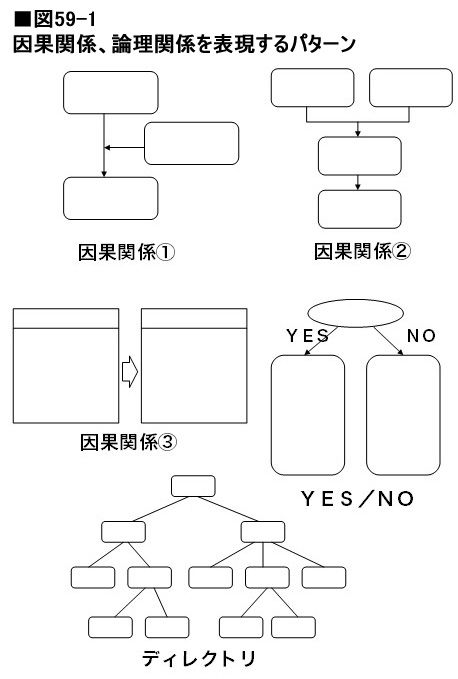 ■図59-1
因果関係、論理関係を表現するパターン
因果関係①
因果関係②
因果関係③
ＹＥＳ
ＮＯ
ＹＥＳ／ＮＯ
ディレクトリ